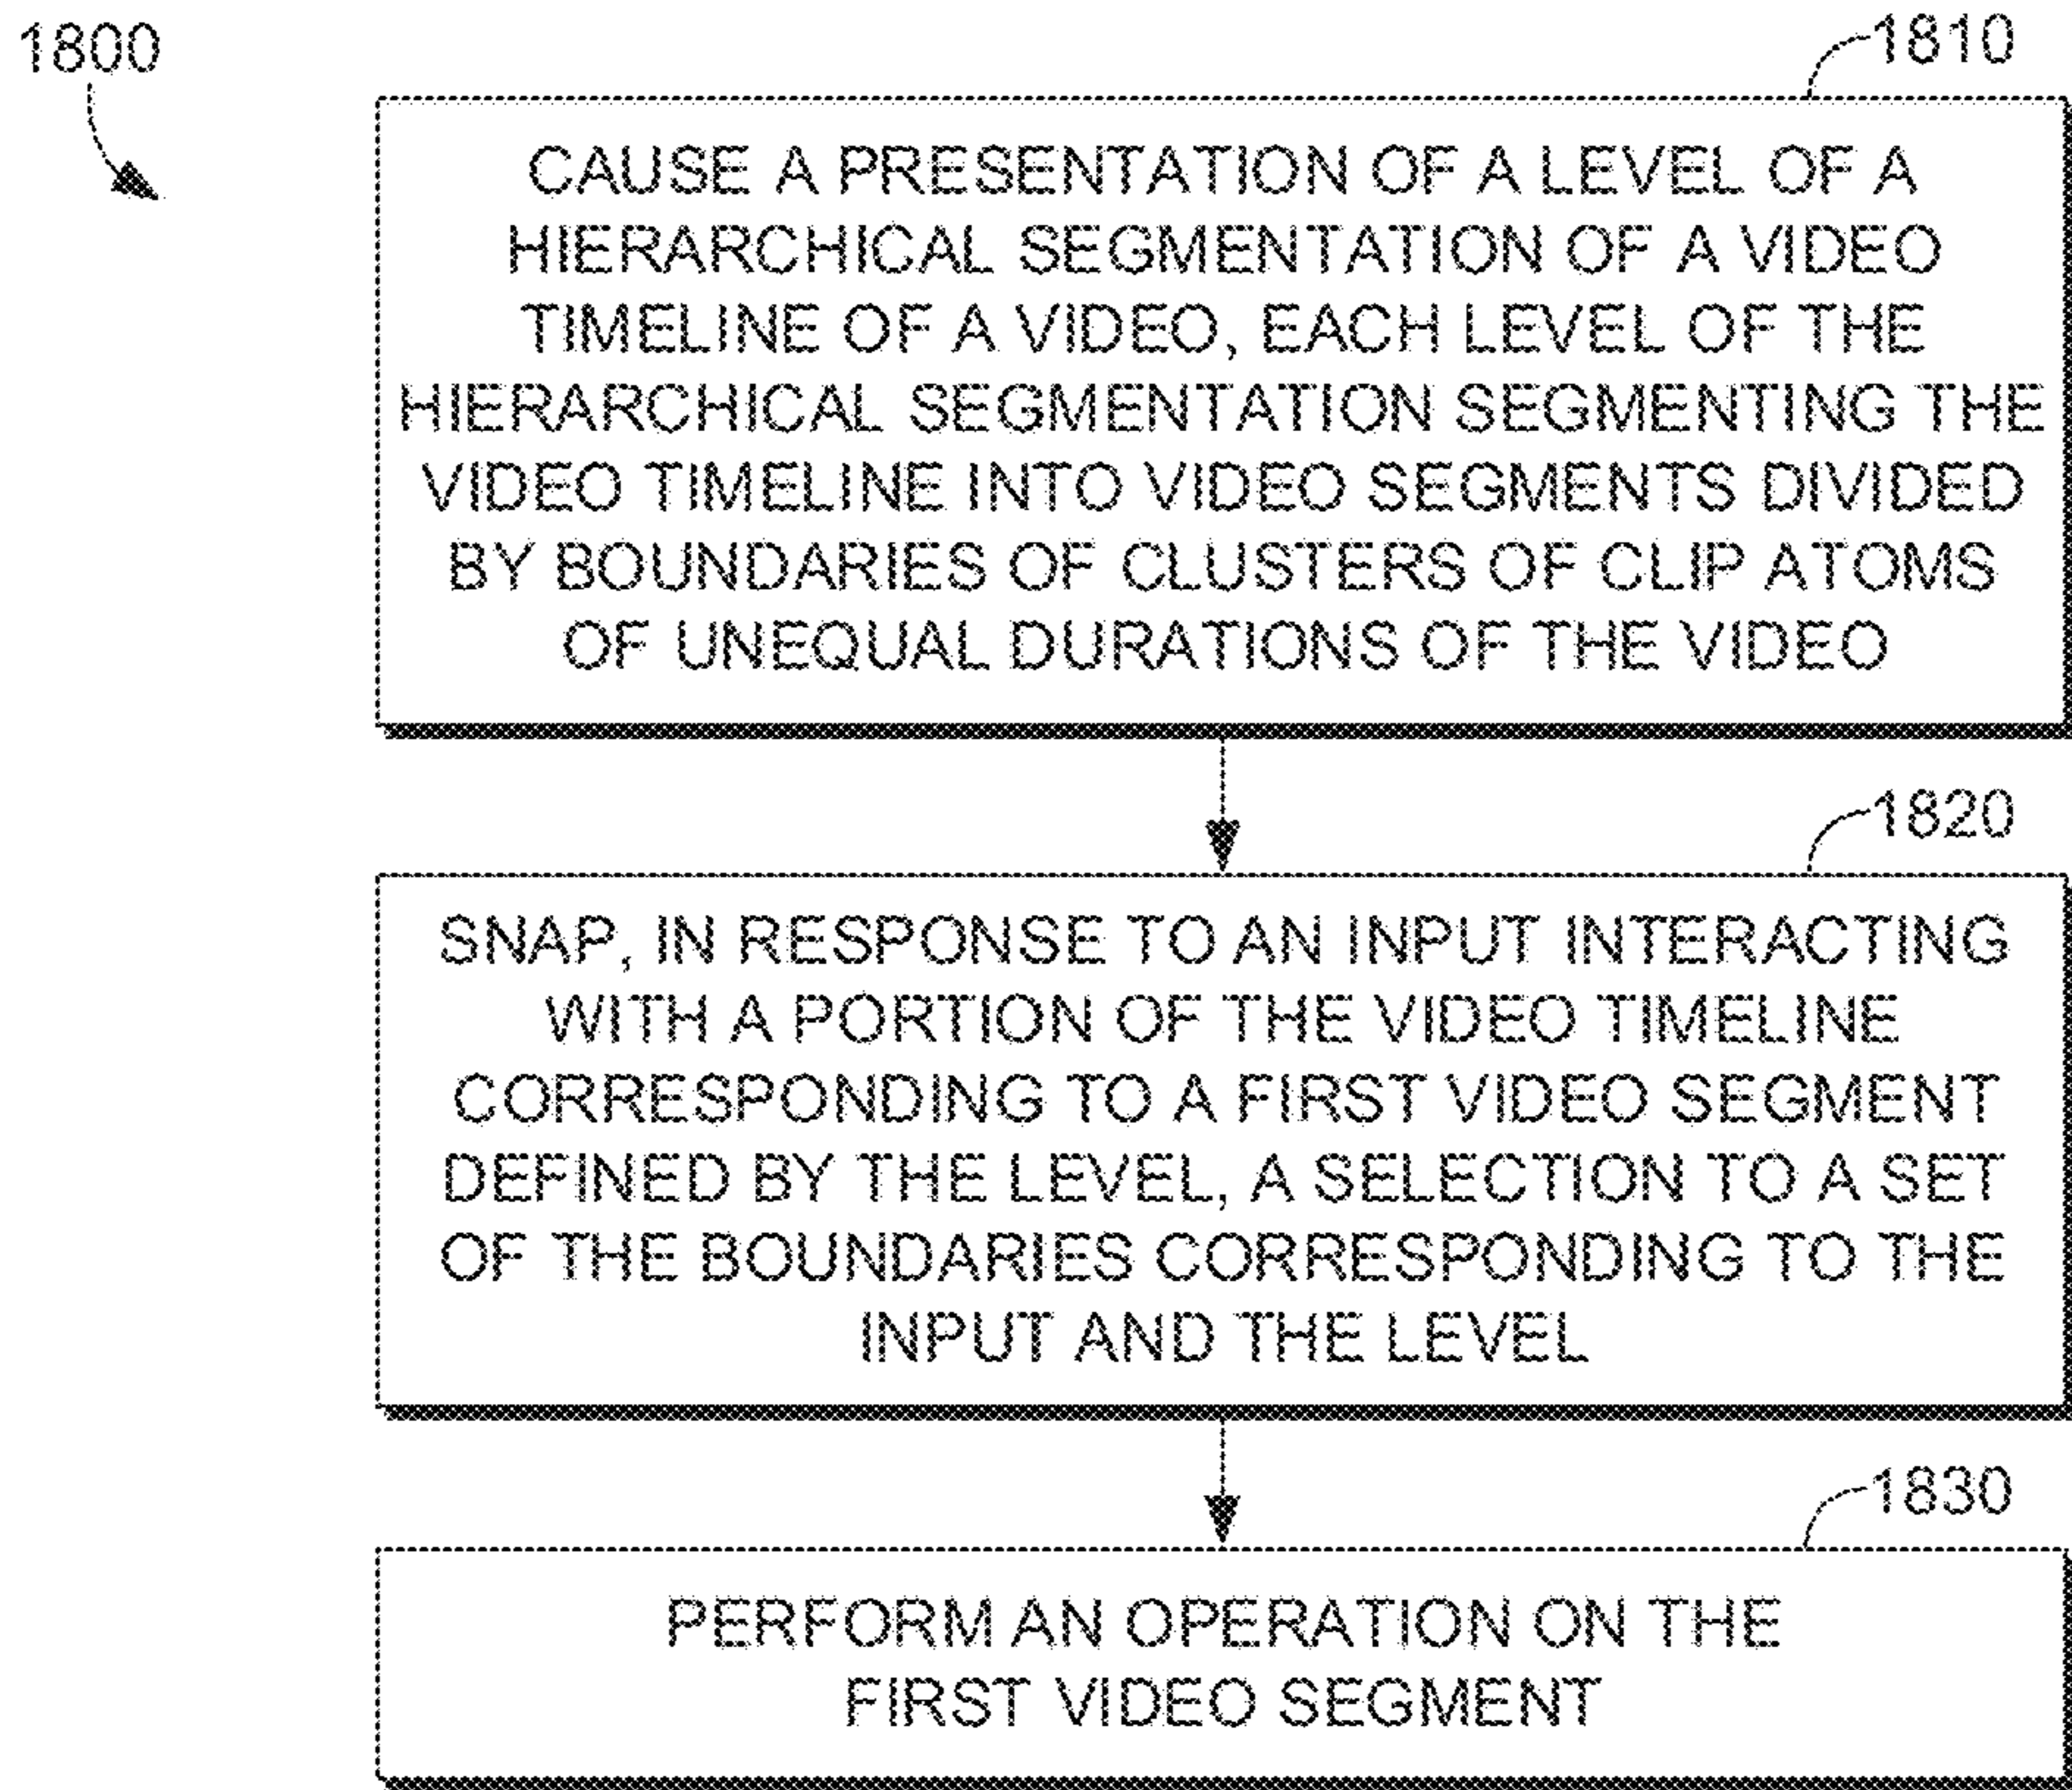 1800
1810
CAUSE A PRESENTATION OF A LEVEL OF A
HIERARCHICAL SEGMENTATION OF A VIDEO
TIMELINE OF A VIDEO, EACH LEVEL OF THE
HIERARCHICAL SEGMENTATION SEGMENTING THE
VIDEO TIMELINE INTO VIDEO SEGMENTS DIVIDED
BY BOUNDARIES OF CLUSTERS OF CLIP ATOMS
OF UNEQUAL DURATIONS OF THE VIDEO
1820
SNAP, IN RESPONSE TO AN INPUT INTERACTING
WITH A PORTION OF THE VIDEO TIMELINE
CORRESPONDING TO A FIRST VIDEO SEGMENT
DEFINED BY THE LEVEL, A SELECTION TO A SET
OF THE BOUNDARIES CORRESPONDING TO THE
INPUT AND THE LEVEL
1830
PERFORM AN OPERATION ON THE
FIRST VIDEO SEGMENT